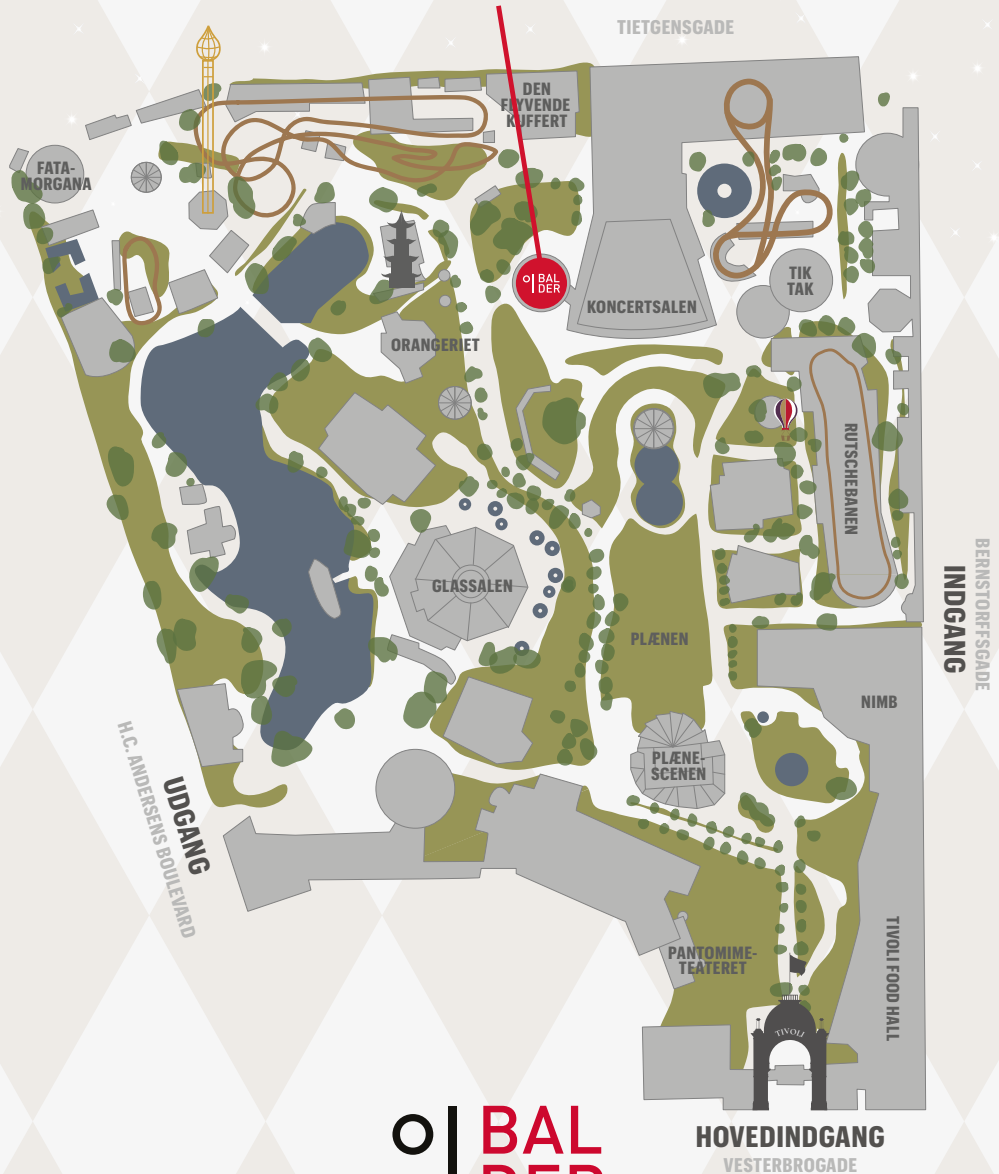 TIETGENSGADE
DEN
FLYVENDE
KUFFERT
FATA-
MORGANA
BAL
DER
KONCERTSALEN
TIK
TAK
ORANGERIET
RUTSCHEBANEN
GLASSALEN
PLÆNEN
INDGANG
BERNSTORFFSGADE
NIMB
PLÆNE-
SCENEN
UDGANG
H.C. ANDERSENS BOULEVARD
PANTOMIME-
TEATERET
TIVOLI FOOD HALL
TIVOLI
HOVEDINDGANG
VESTERBROGADE
BAL
DER